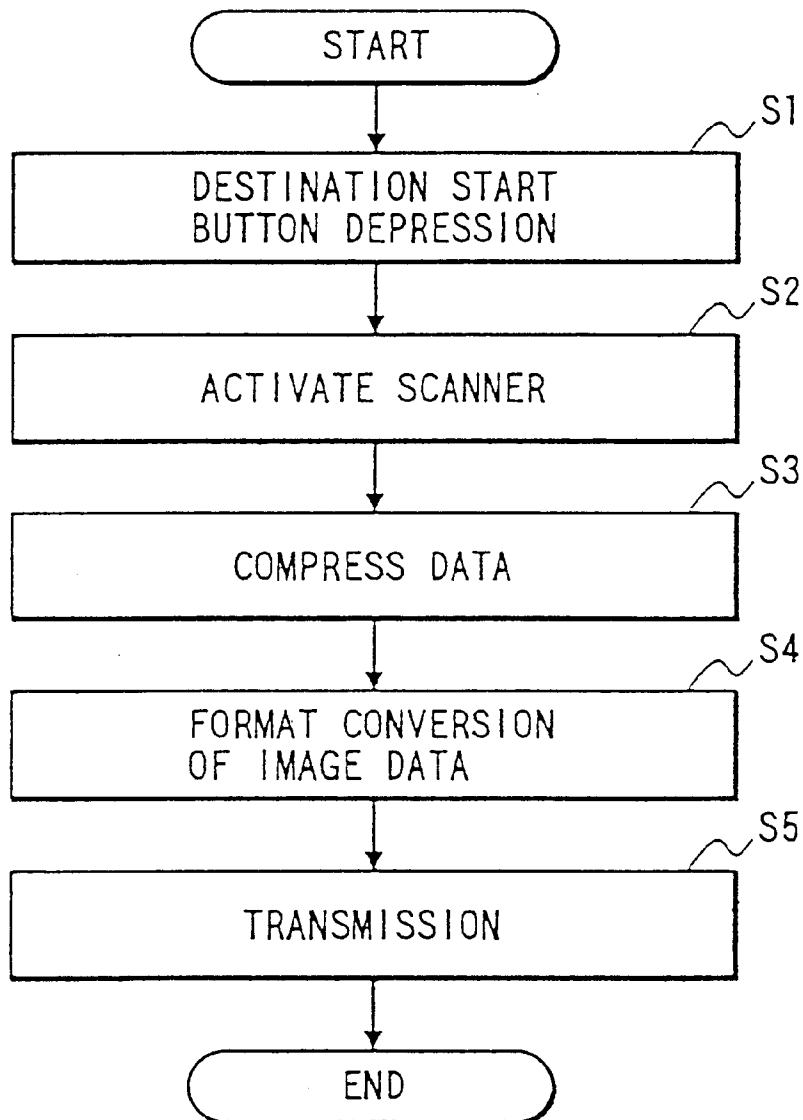 START
S1
DESTINATION START
BUTTON DEPRESSION
S2
ACTIVATE SCANNER
S3
COMPRESS DATA
S4
FORMAT CONVERSION
OF IMAGE DATA
S5
TRANSMISSION
END